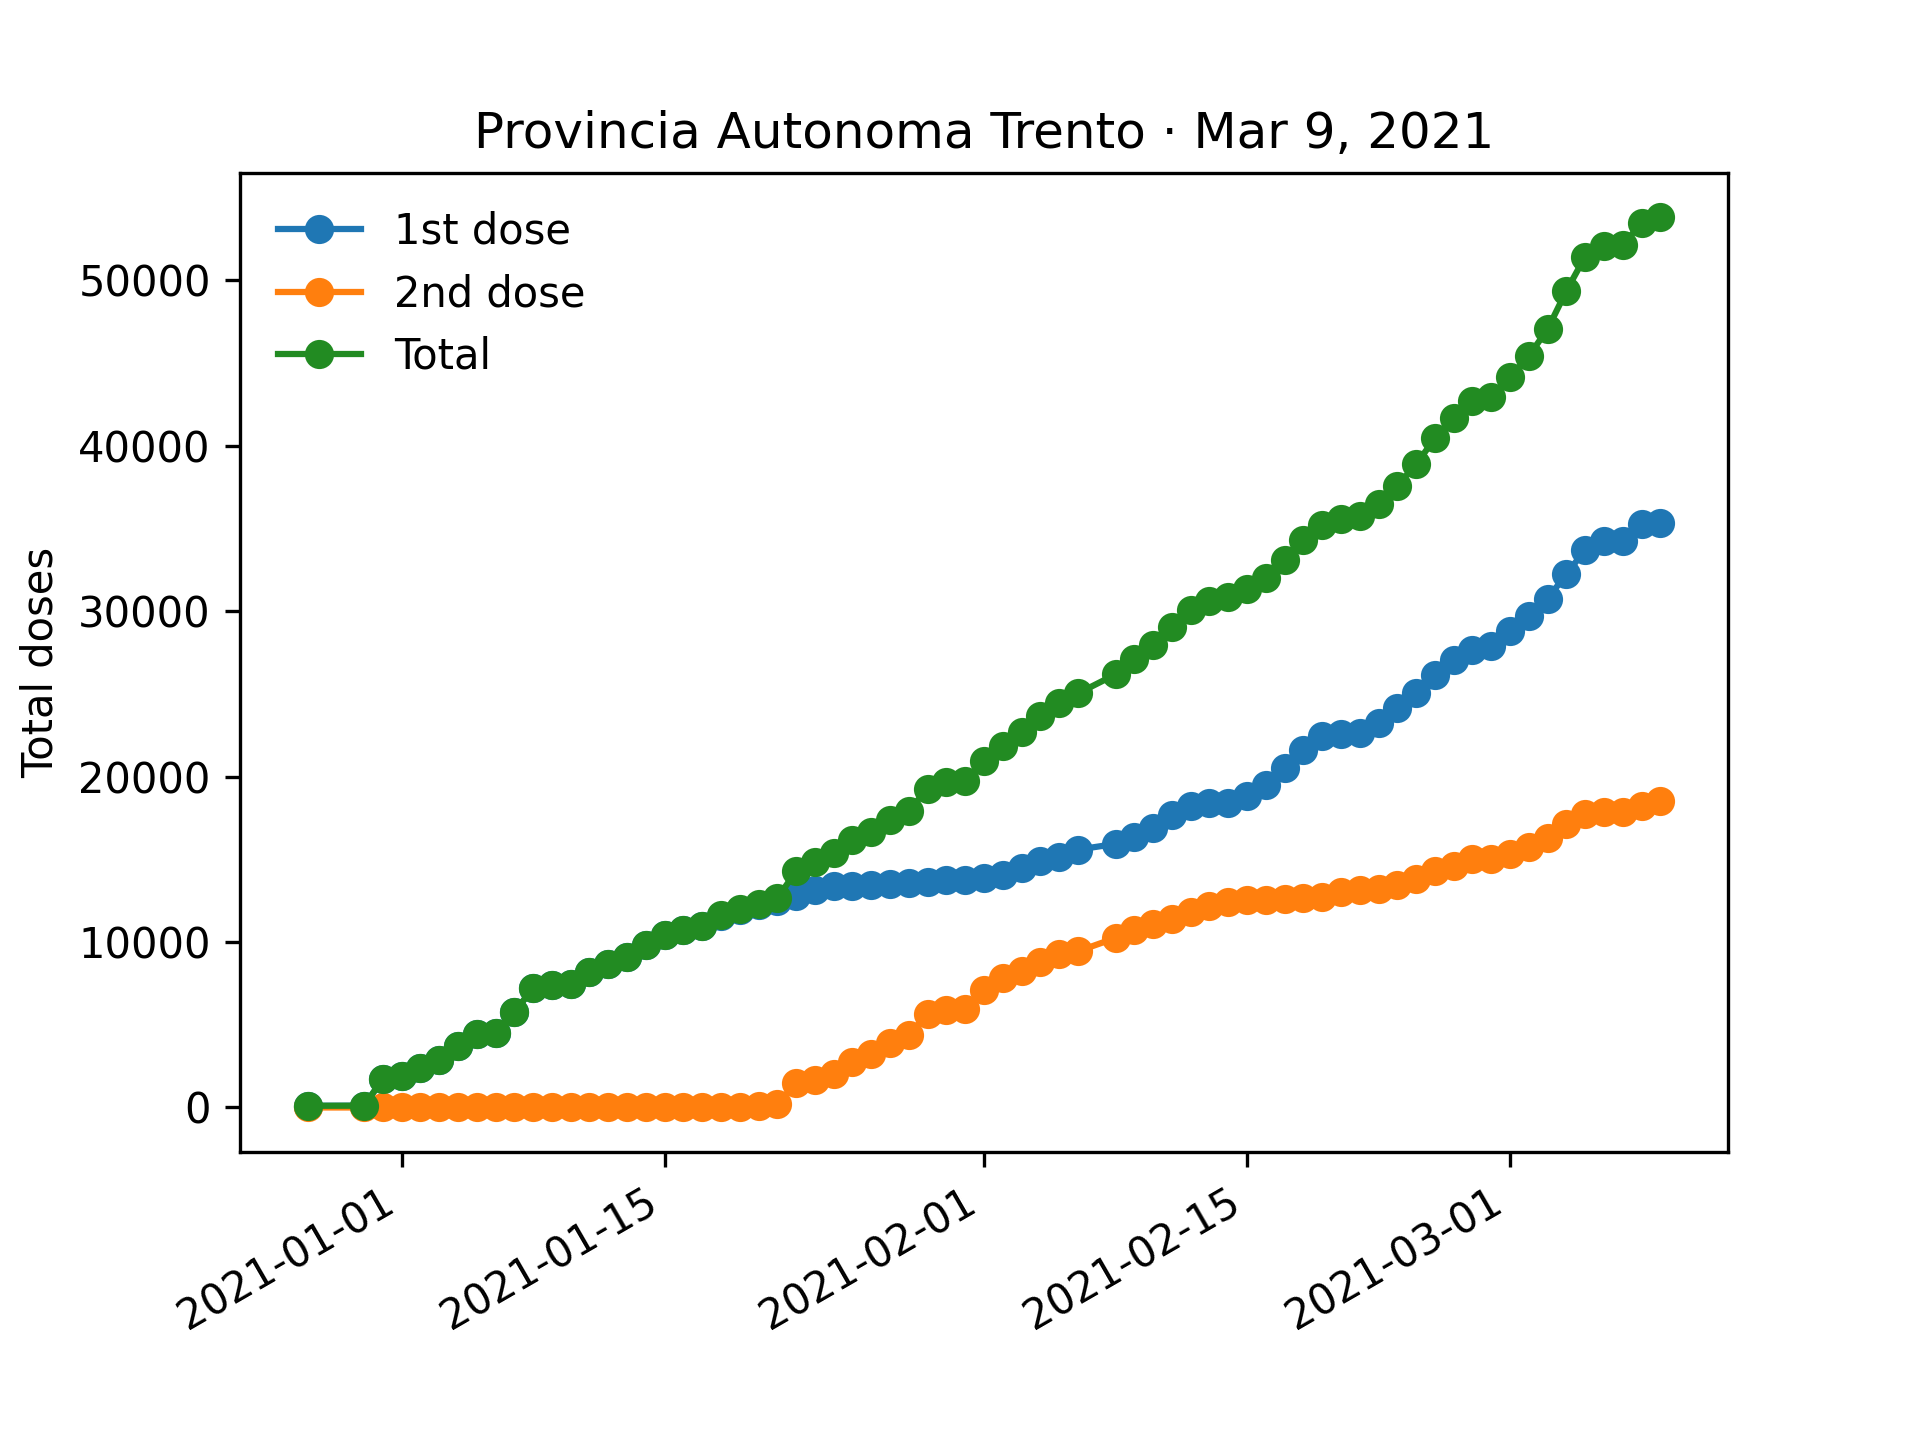 Provincia Autonoma Trento · Mar 9, 2021
1st dose
2nd dose
Total
Total doses
50000
40000
30000
20000
10000
0
2021-01-01
2021-01-15
2021-02-01
2021-02-15
2021-03-01